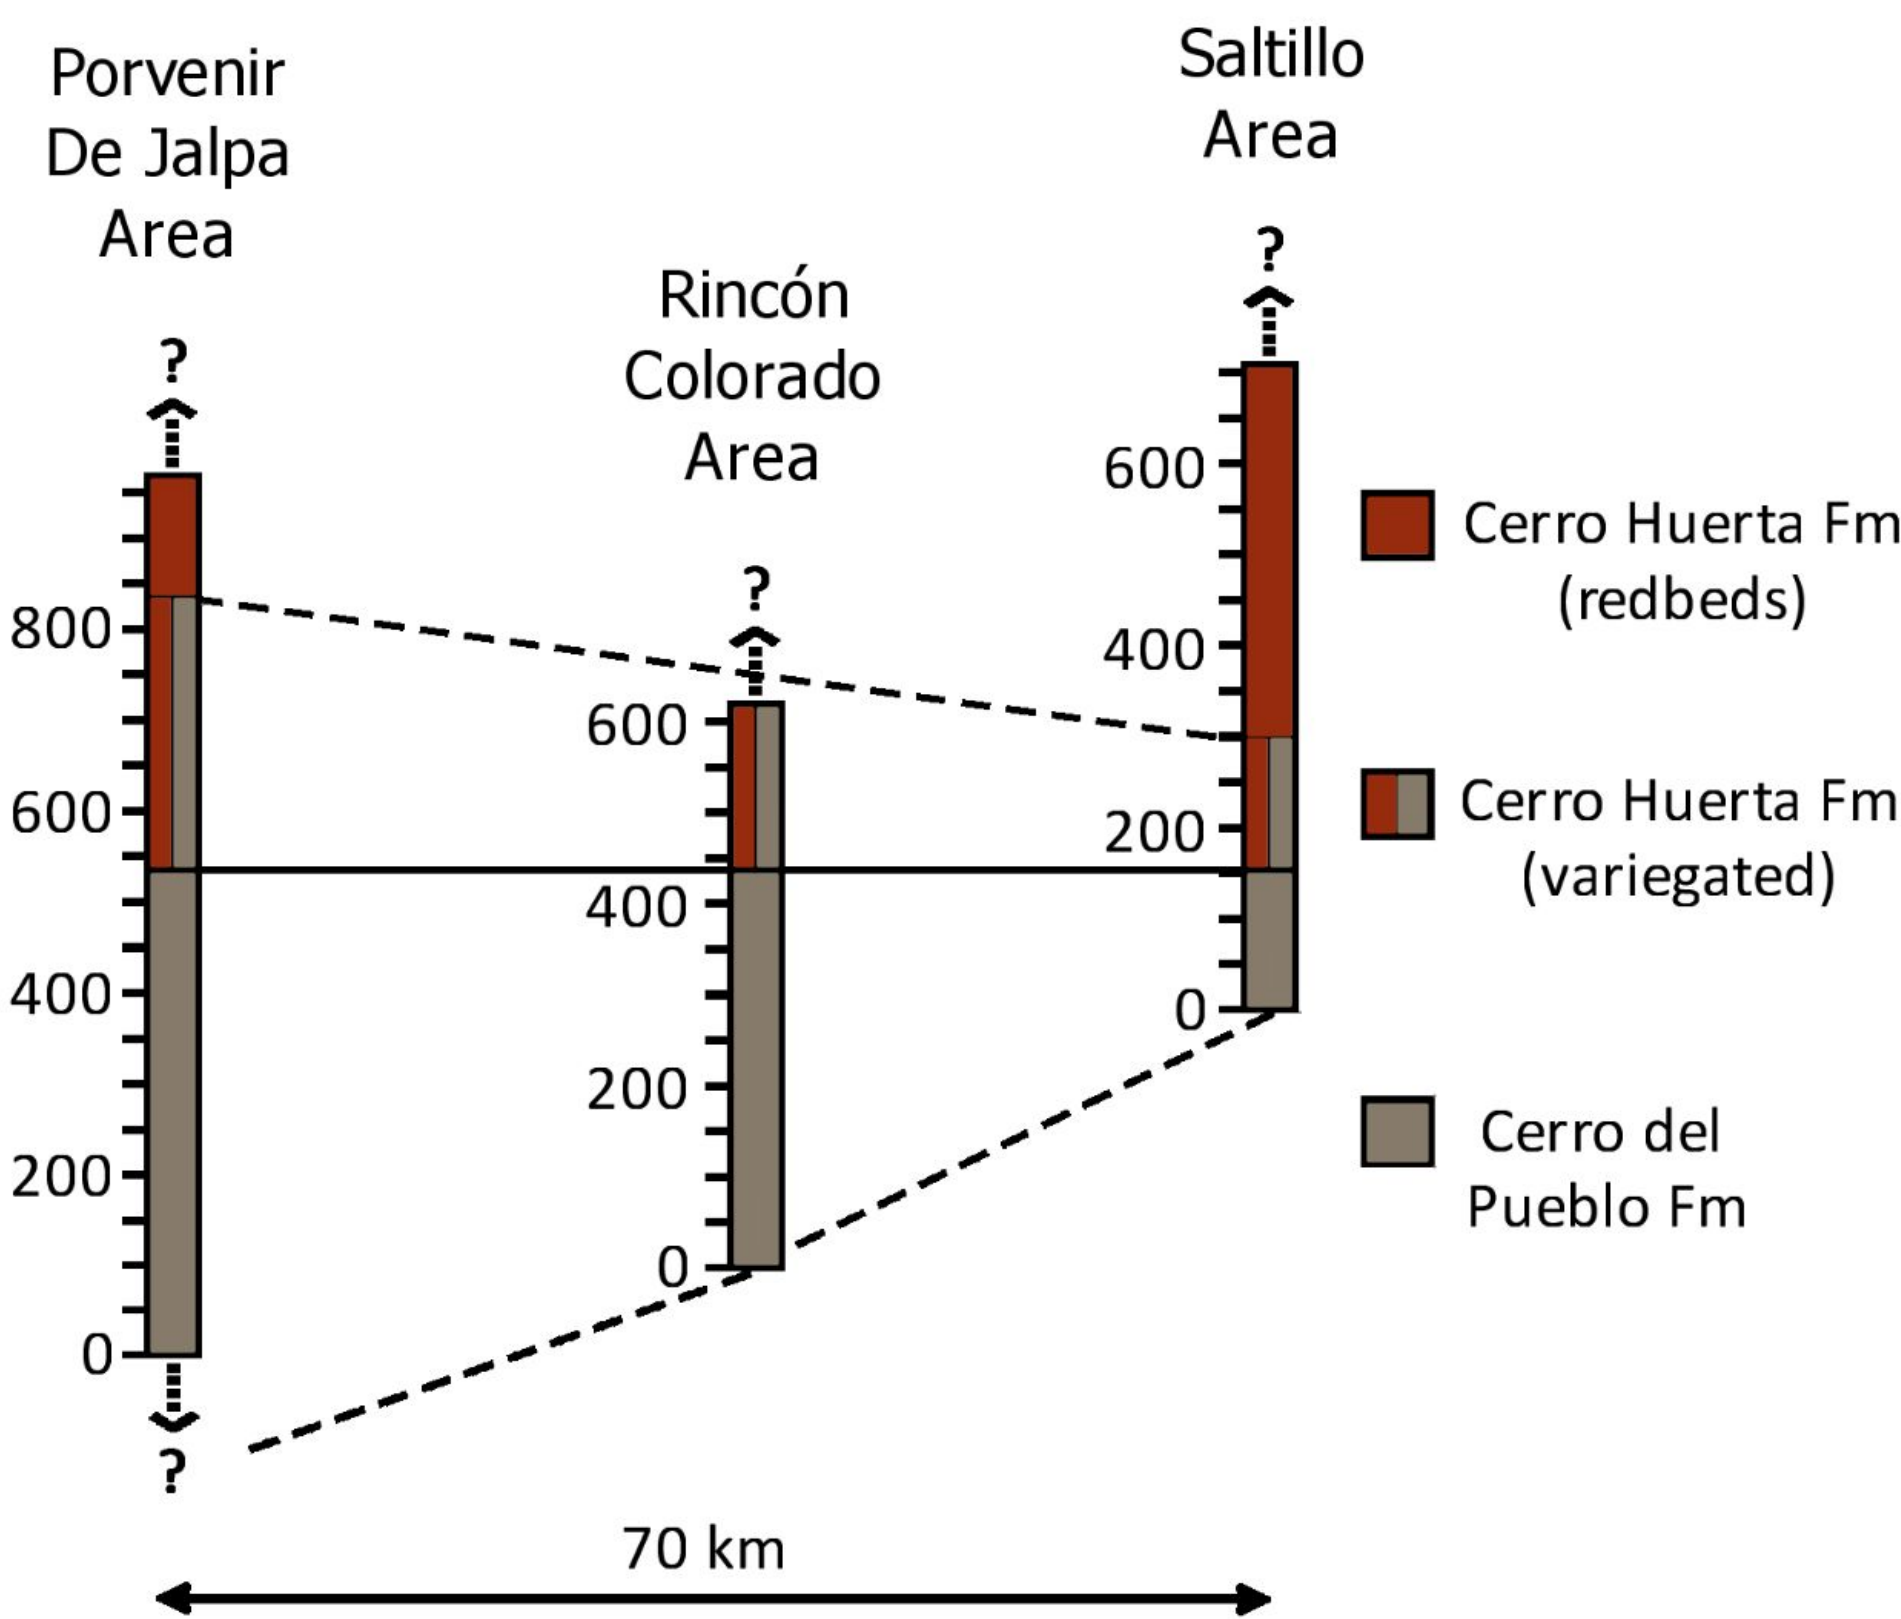 Porvenir
De Jalpa
Area
?
800
600
400
200
0
?
Rincón
Colorado
Area
?
600
400
200
0
Saltillo
Area
?
600
400
200
0
Cerro Huerta Fm
(redbeds)
Cerro Huerta Fm
(variegated)
Cerro del
Pueblo Fm
70 km